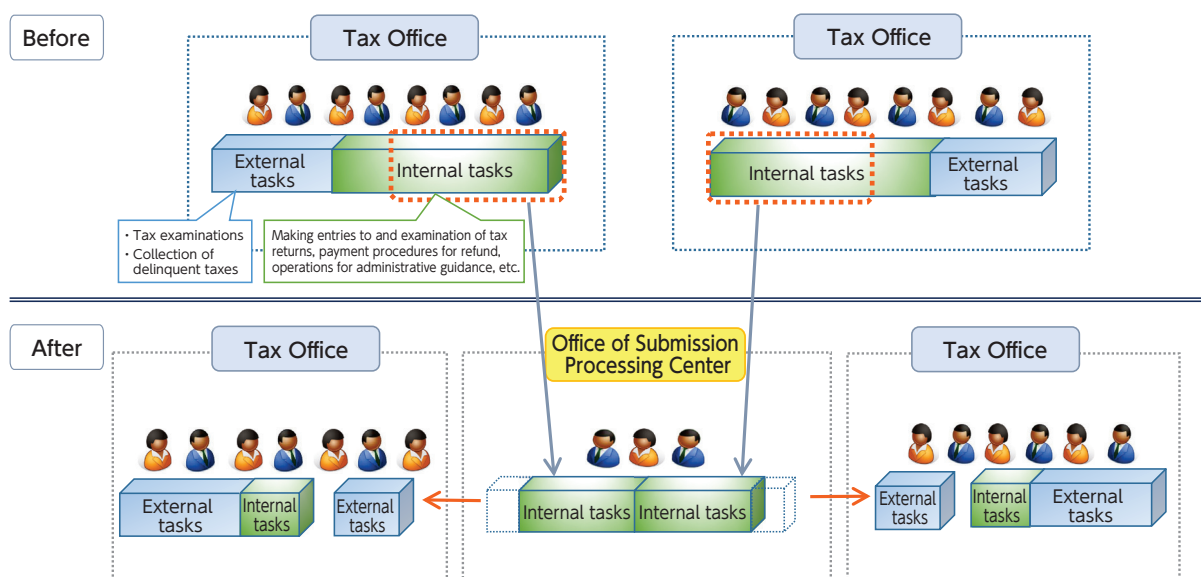 Before
Tax Office
Tax Office
External
tasks
Internal tasks
Internal tasks
External
tasks
・Tax examinations
・Collection of
delinquent taxes
Making entries to and examination of tax
returns, payment procedures for refund,
operations for administrative guidance, etc.
After
Tax Office
Office of Submission
Processing Center
Tax Office
External
tasks
Internal
tasks
External
tasks
Internal tasks
Internal tasks
External
tasks
Internal
tasks
External
tasks